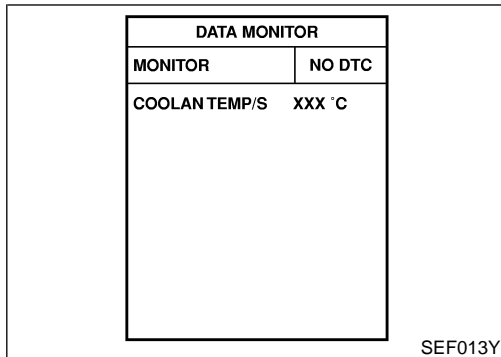 DATA MONITOR
MONITOR NO DTC
COOLAN TEMP/S XXX °C
SEF013Y